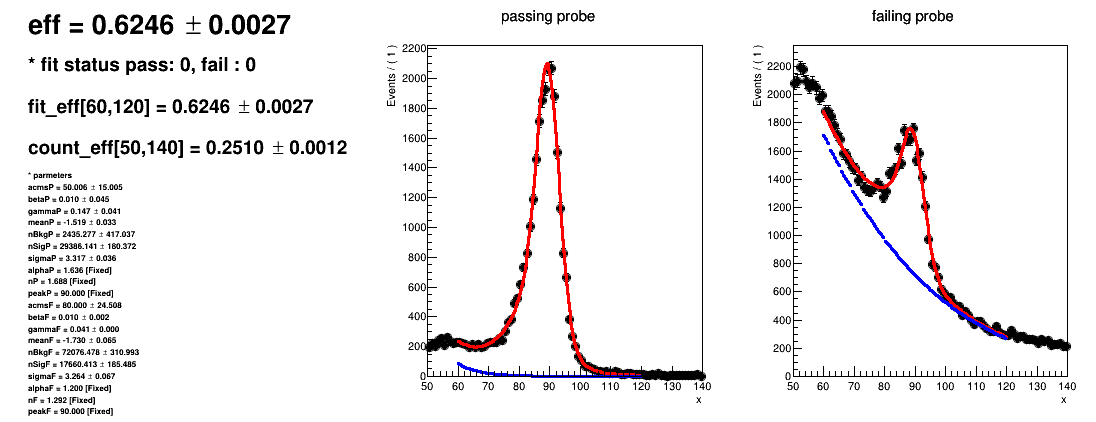 eff = 0.6246 ± 0.0027
* fit status pass: 0, fail : 0
fit_eff[60,120] = 0.6246 ± 0.0027
count_eff[50,140] = 0.2510 ± 0.0012
* parmeters
acmsP = 50.006 ± 15.005
betaP = 0.010 ± 0.045
gammaP = 0.147 ± 0.041
meanP = -1.519 ± 0.033
nBkgP = 2435.277 ± 417.037
nSigP = 29386.141 ± 180.372
sigmaP = 3.317 ± 0.036
alphaP = 1.636 [Fixed]
nP = 1.688 [Fixed]
peakP = 90.000 [Fixed]
acmsF = 80.000 ± 24.508
betaF = 0.010 ± 0.002
gammaF = 0.041 ± 0.000
meanF = -1.730 ± 0.065
nBkgF = 72076.478 ± 310.993
nSigF = 17660.413 ± 185.485
sigmaF = 3.264 ± 0.067
alphaF = 1.200 [Fixed]
nF = 1.292 [Fixed]
peakF = 90.000 [Fixed]
passing probe
Events / ( 1 )
2200
2000
1800
1600
1400
1200
1000
800
600
400
200
0
50 60 70 80 90 100 110 120 130 140
x
failing probe
Events / ( 1 )
2200
2000
1800
1600
1400
1200
1000
800
600
400
200
0
50 60 70 80 90 100 110 120 130 140
x